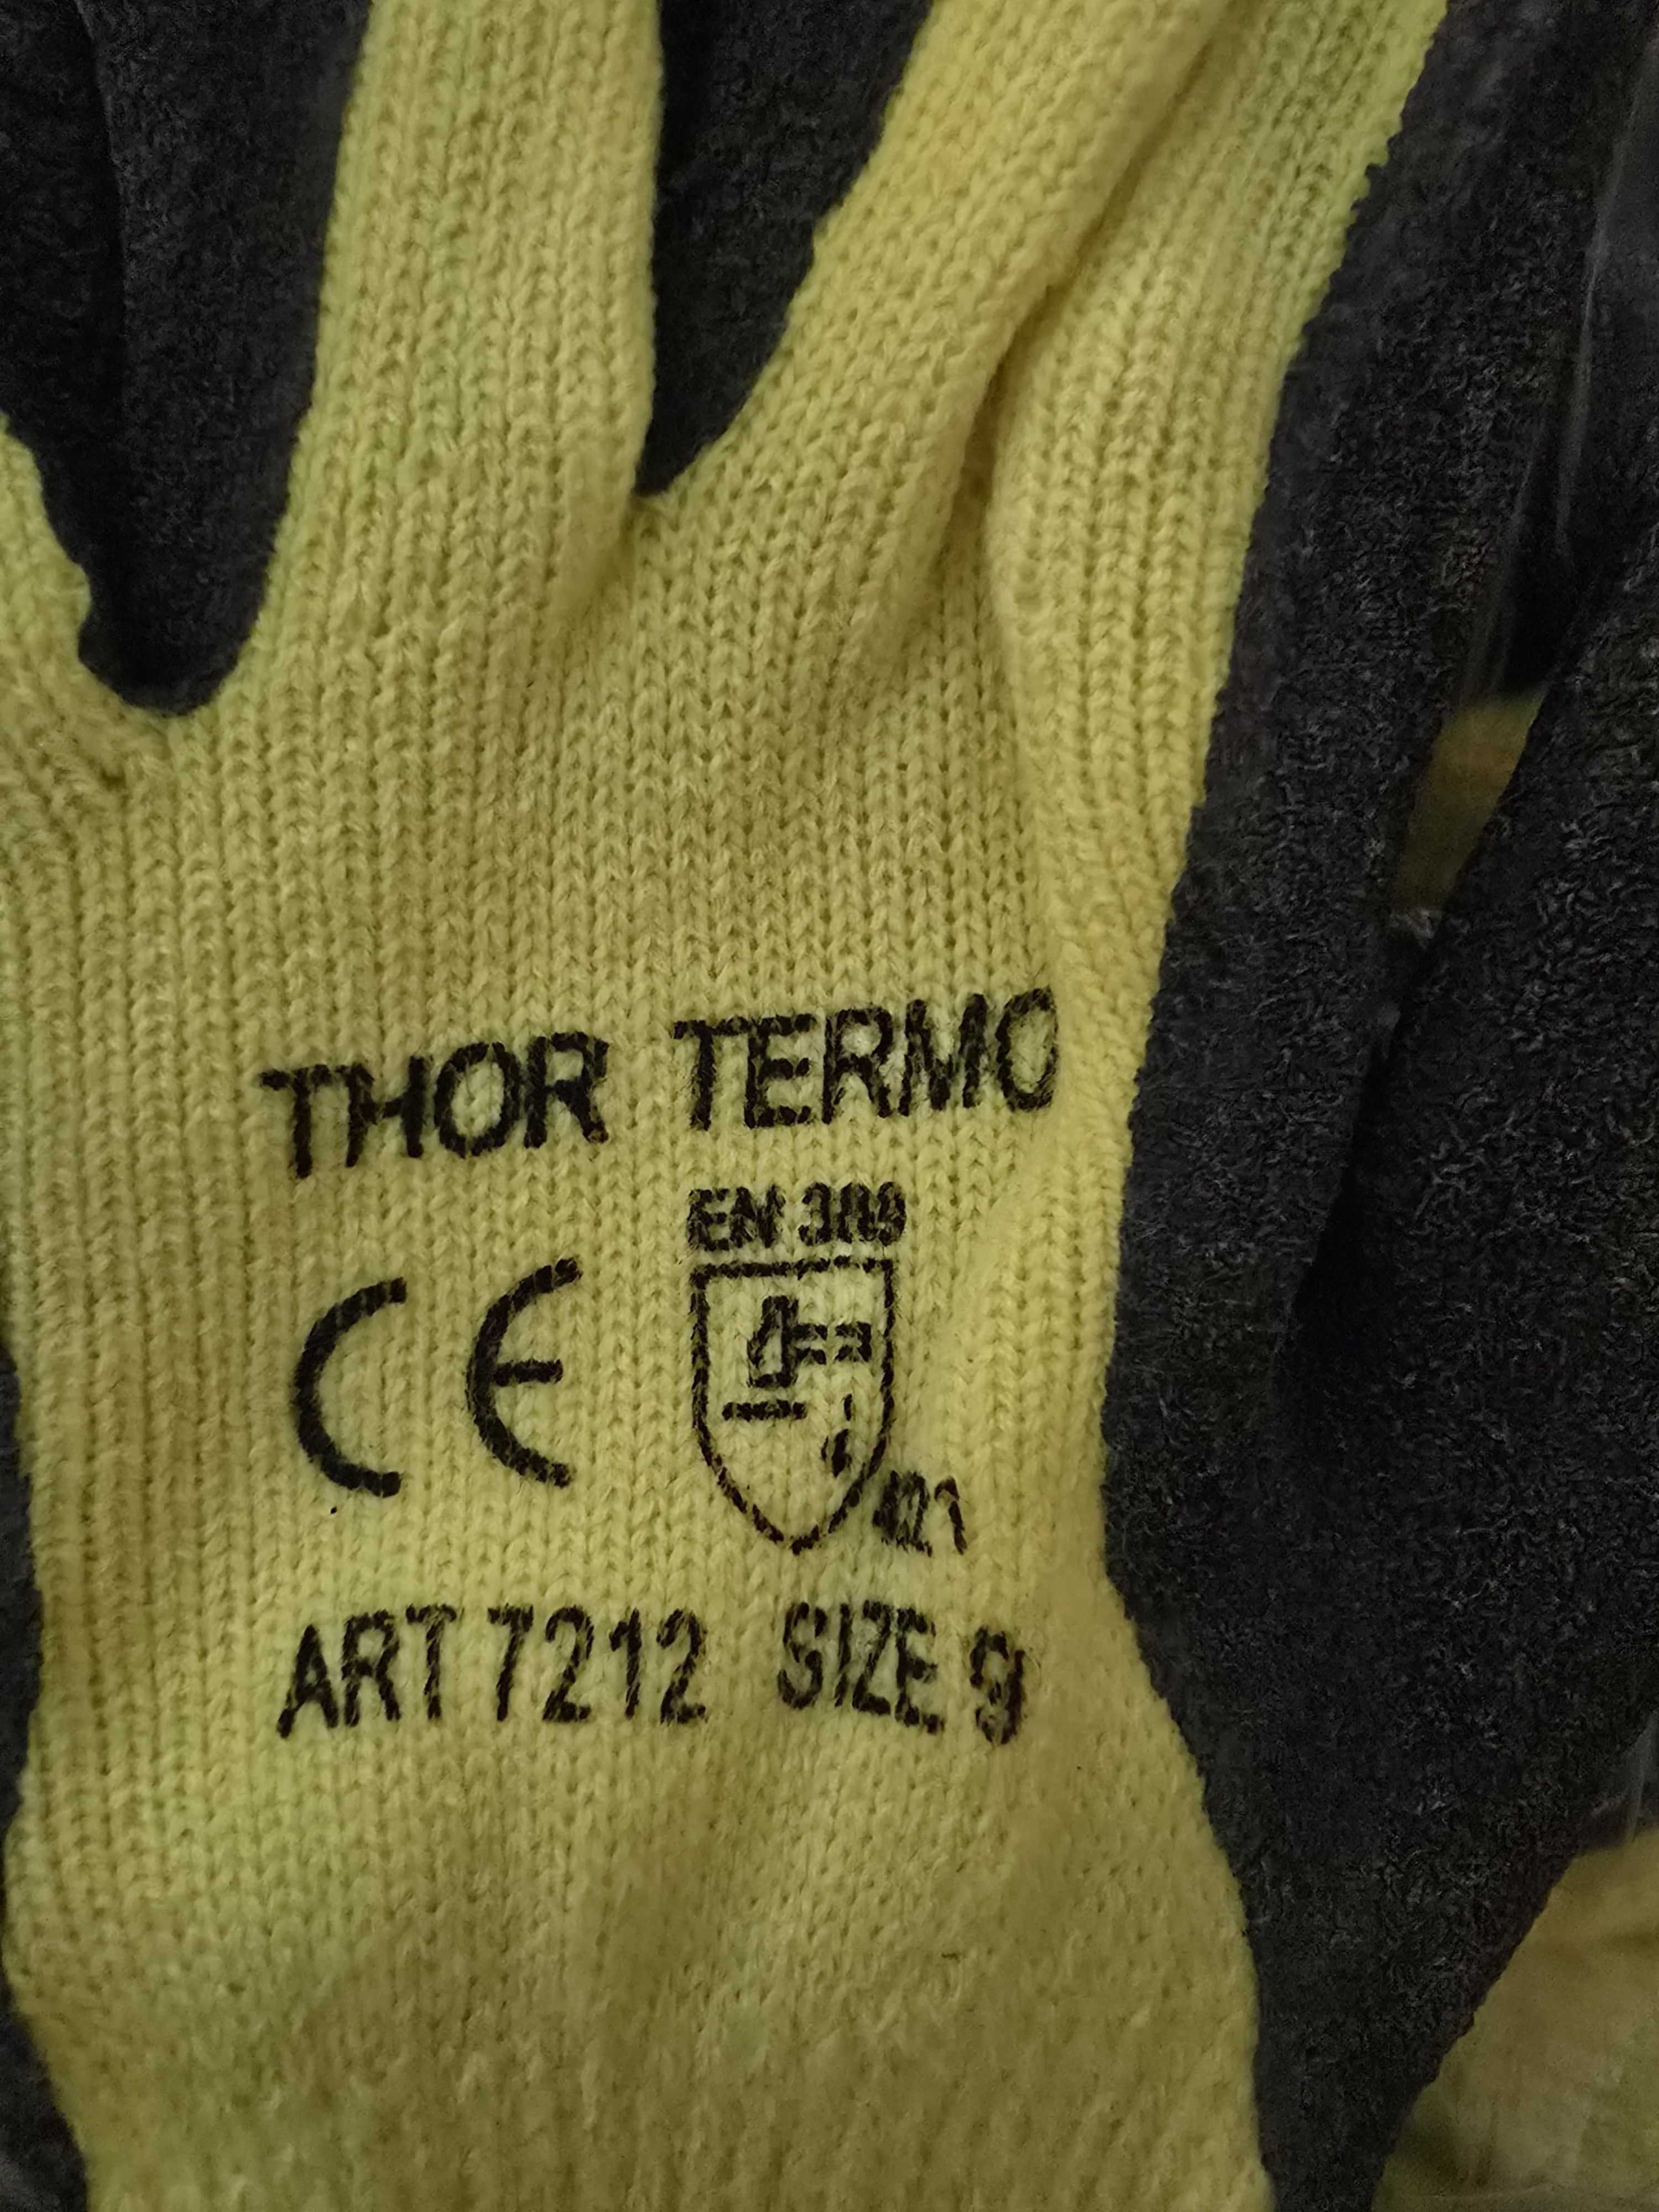 THOR TERMO
EN 388
CE
ART 7212 SIZE 9